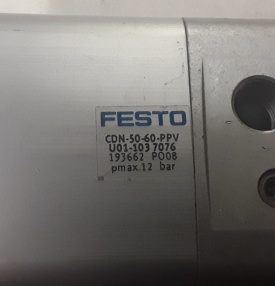 FESTO
CDN-50-60-PPV
U01-103 7076
193662 PO08
pmax.12 bar